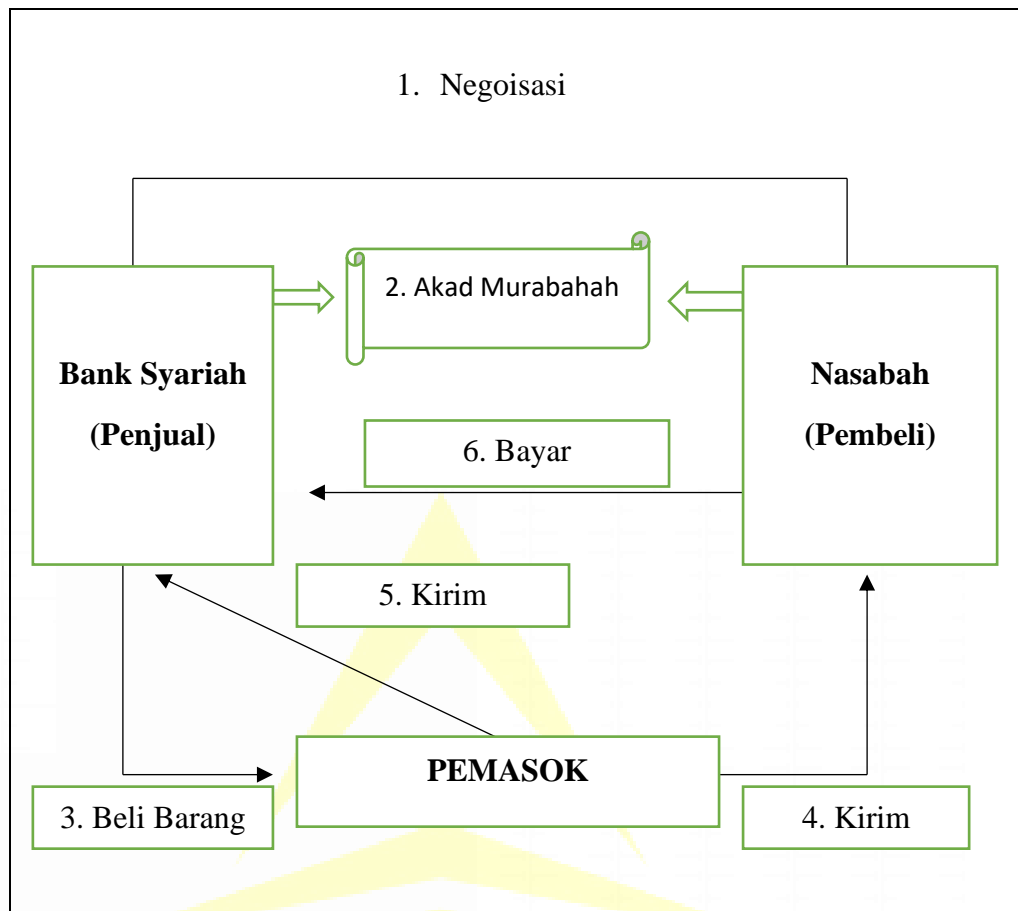 1. Negoisasi
2. Akad Murabahah
Bank Syariah
(Penjual)
Nasabah
(Pembeli)
6. Bayar
5. Kirim
PEMASOK
3. Beli Barang
4. Kirim